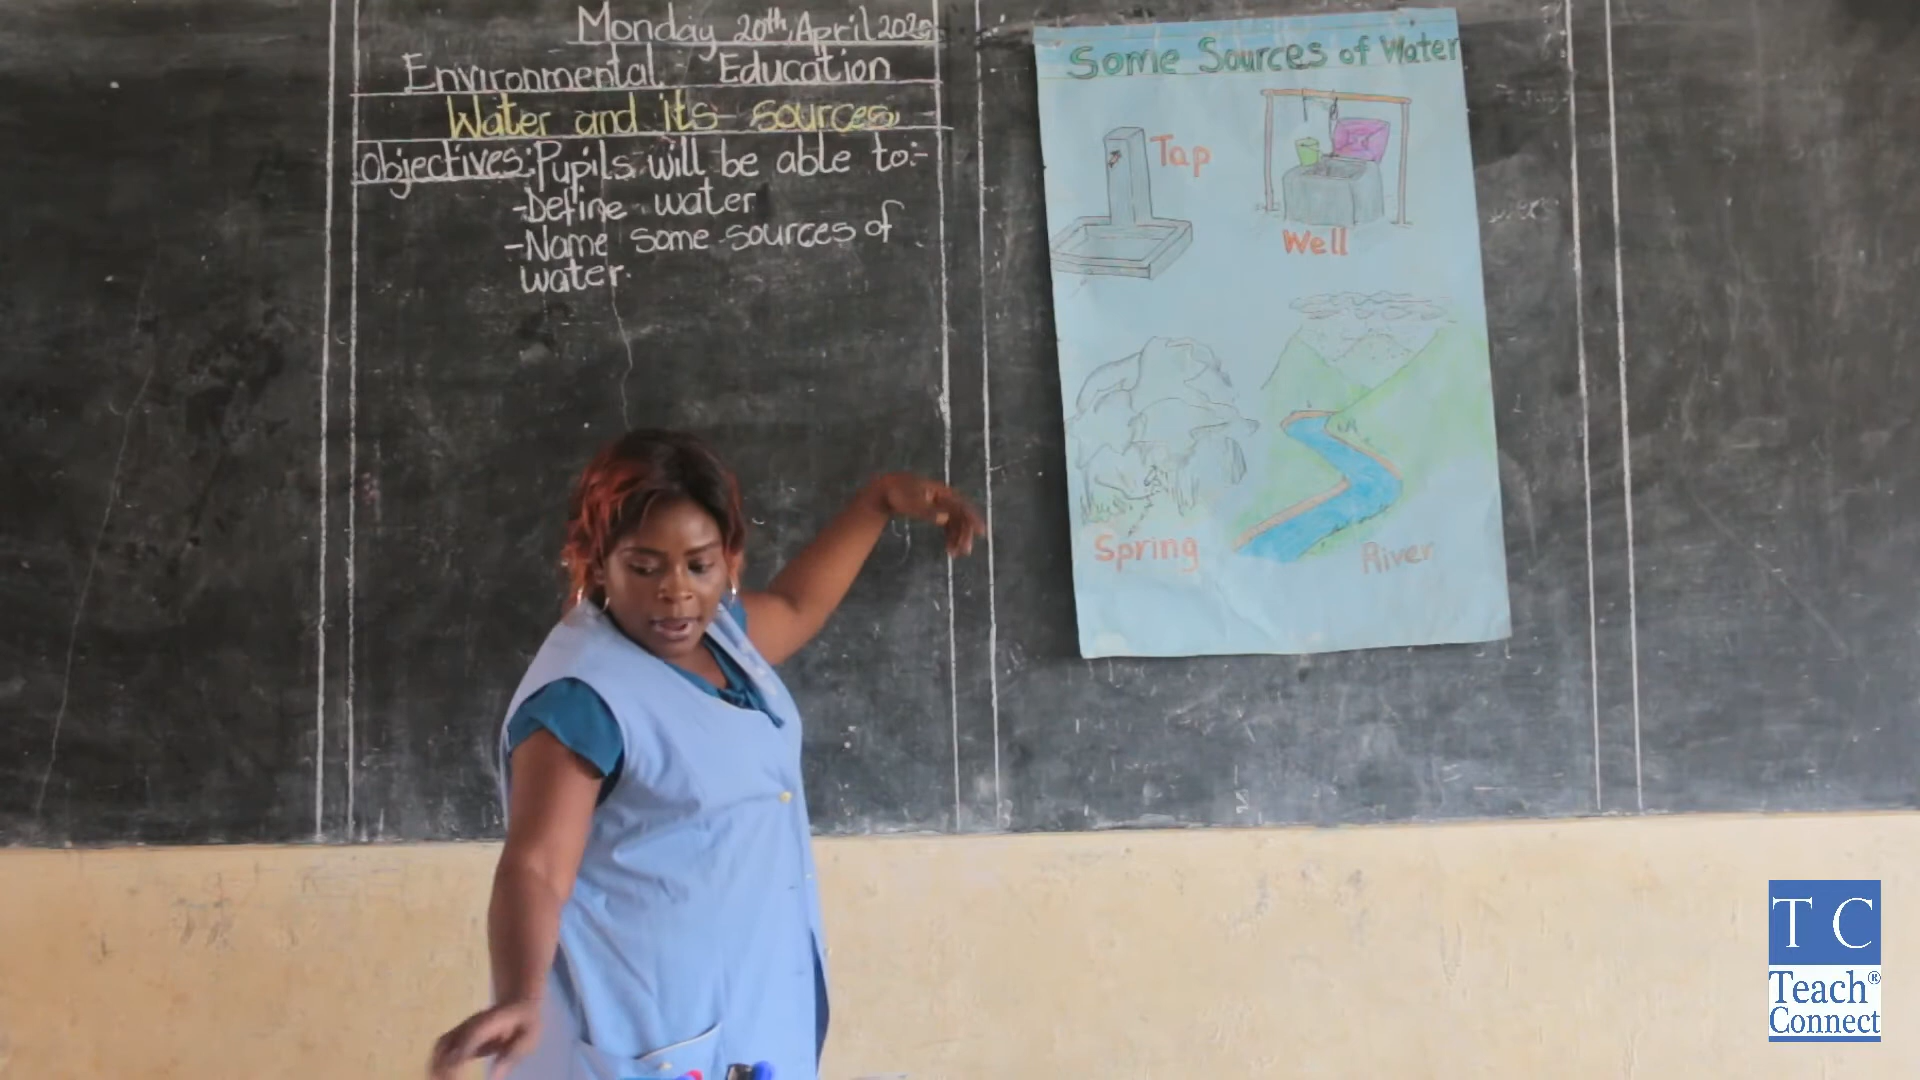 Monday 20th, April 2020
Environmental Education
Water and its sources
Objectives: Pupils will be able to:-
-Define water
-Name some sources of
water.
Some Sources of Water
Tap
Well
Spring
River
T C
Teach®
Connect